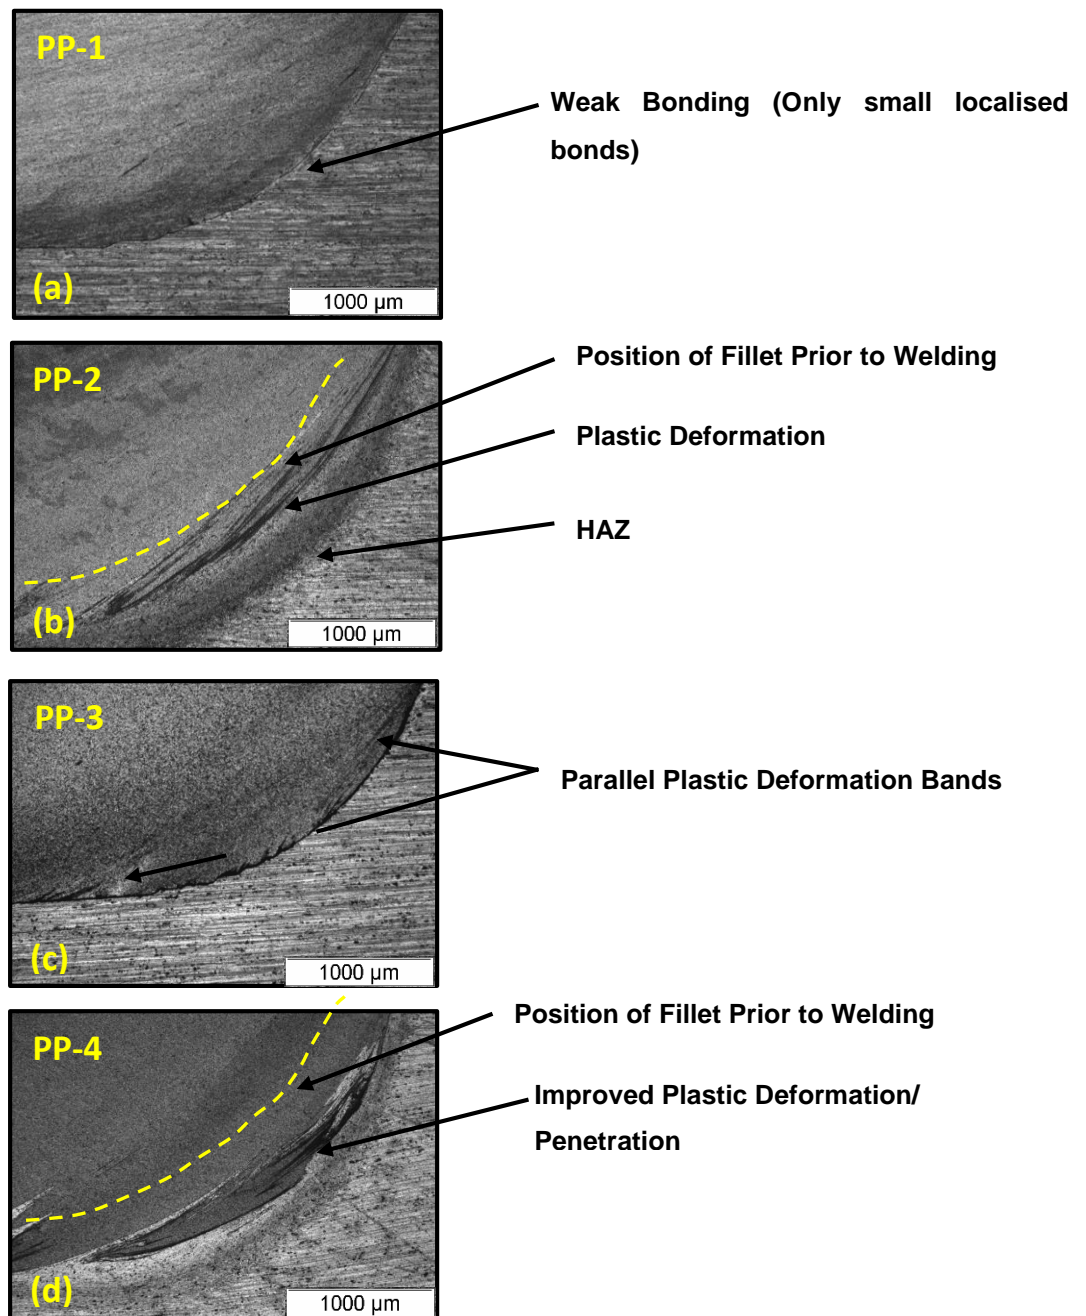 PP-1
Weak Bonding (Only small localised
bonds)
(a)
1000 µm
PP-2
Position of Fillet Prior to Welding
Plastic Deformation
HAZ
(b)
1000 µm
PP-3
Parallel Plastic Deformation Bands
(c)
1000 µm
PP-4
Position of Fillet Prior to Welding
Improved Plastic Deformation/
Penetration
(d)
1000 µm